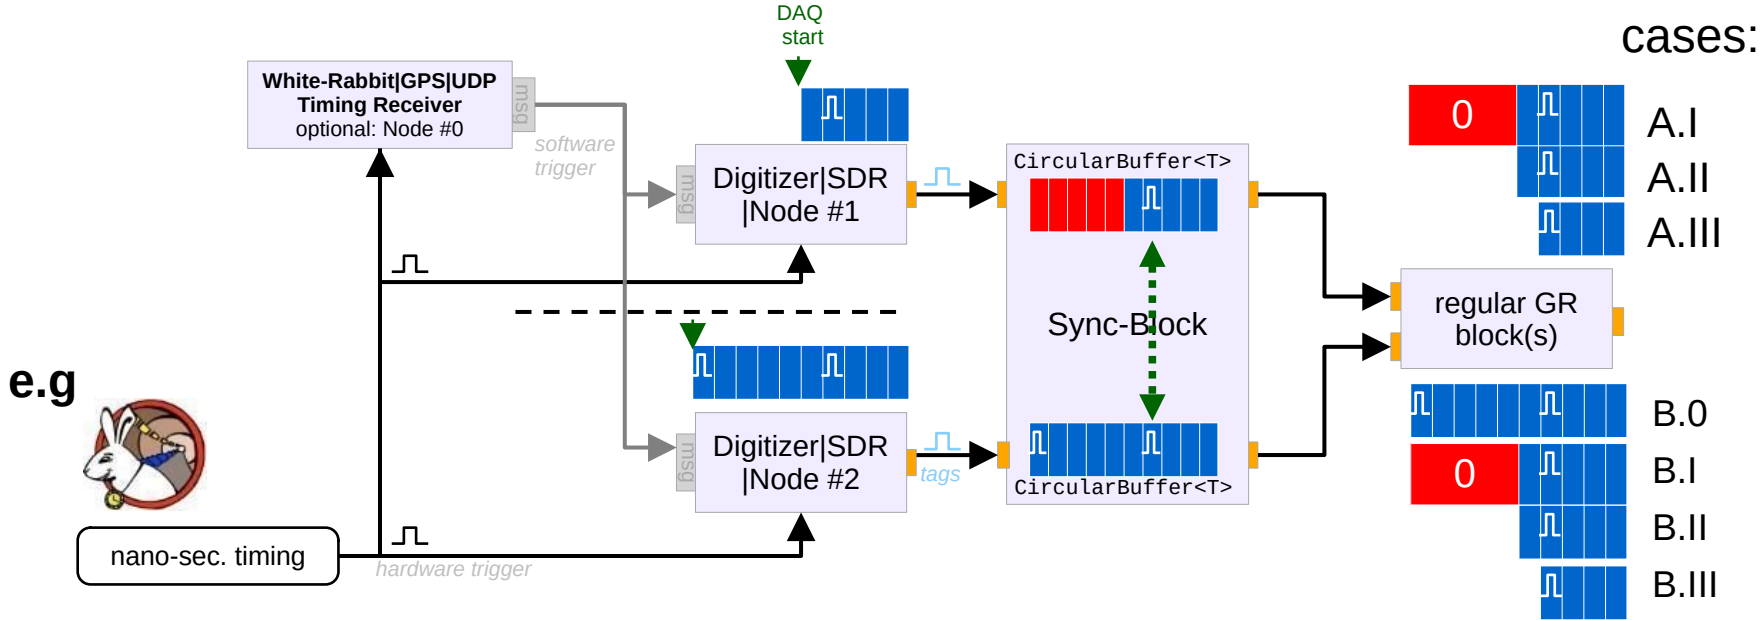 DAQ
start
cases:
White-Rabbit|GPS|UDP
Timing Receiver
optional: Node #0
msg
software
trigger
msg
Digitizer|SDR
|Node #1
CircularBuffer<T>
0
A.I
A.II
A.III
Sync-Block
regular GR
block(s)
e.g
msg
Digitizer|SDR
|Node #2
tags
CircularBuffer<T>
B.0
0
B.I
B.II
B.III
nano-sec. timing
hardware trigger